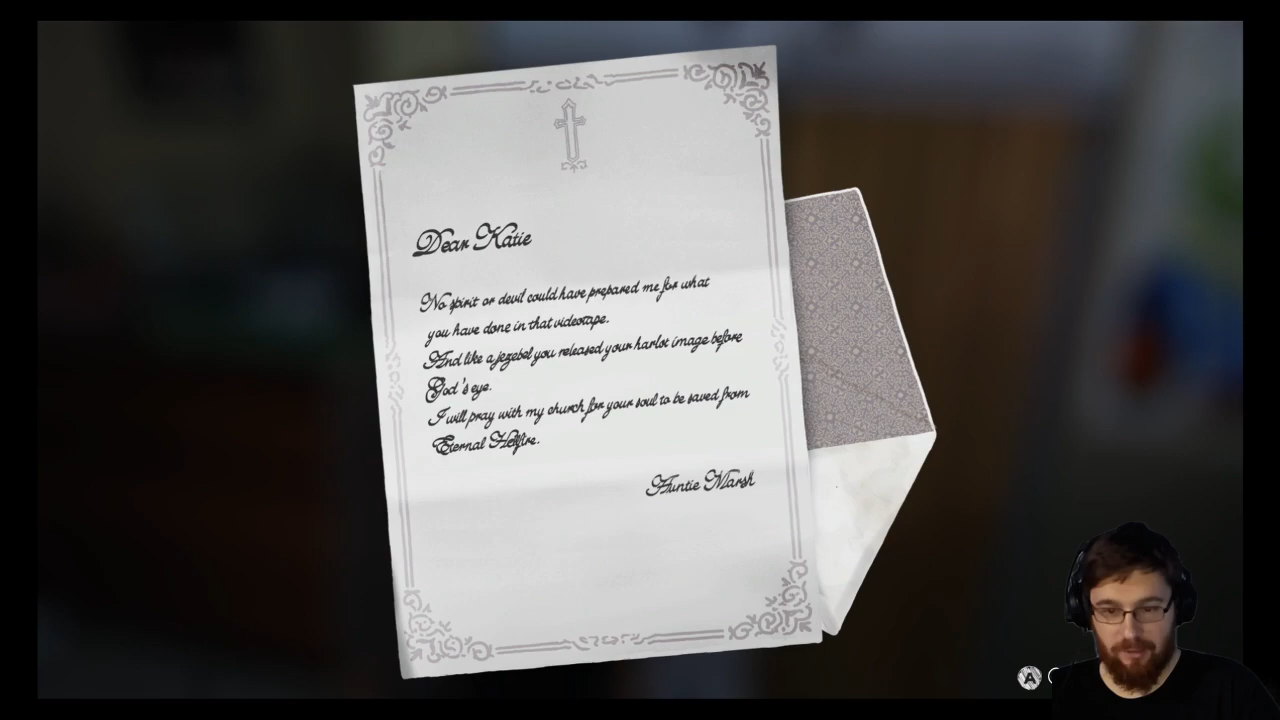 Dear Katie
No spirit or devil could have prepared me for what
you have done in that videotape.
And like a jezebel you released your harlot image before
God's eye.
I will pray with my church for your soul to be saved from
Eternal Hellfire.
Auntie Marsh
A